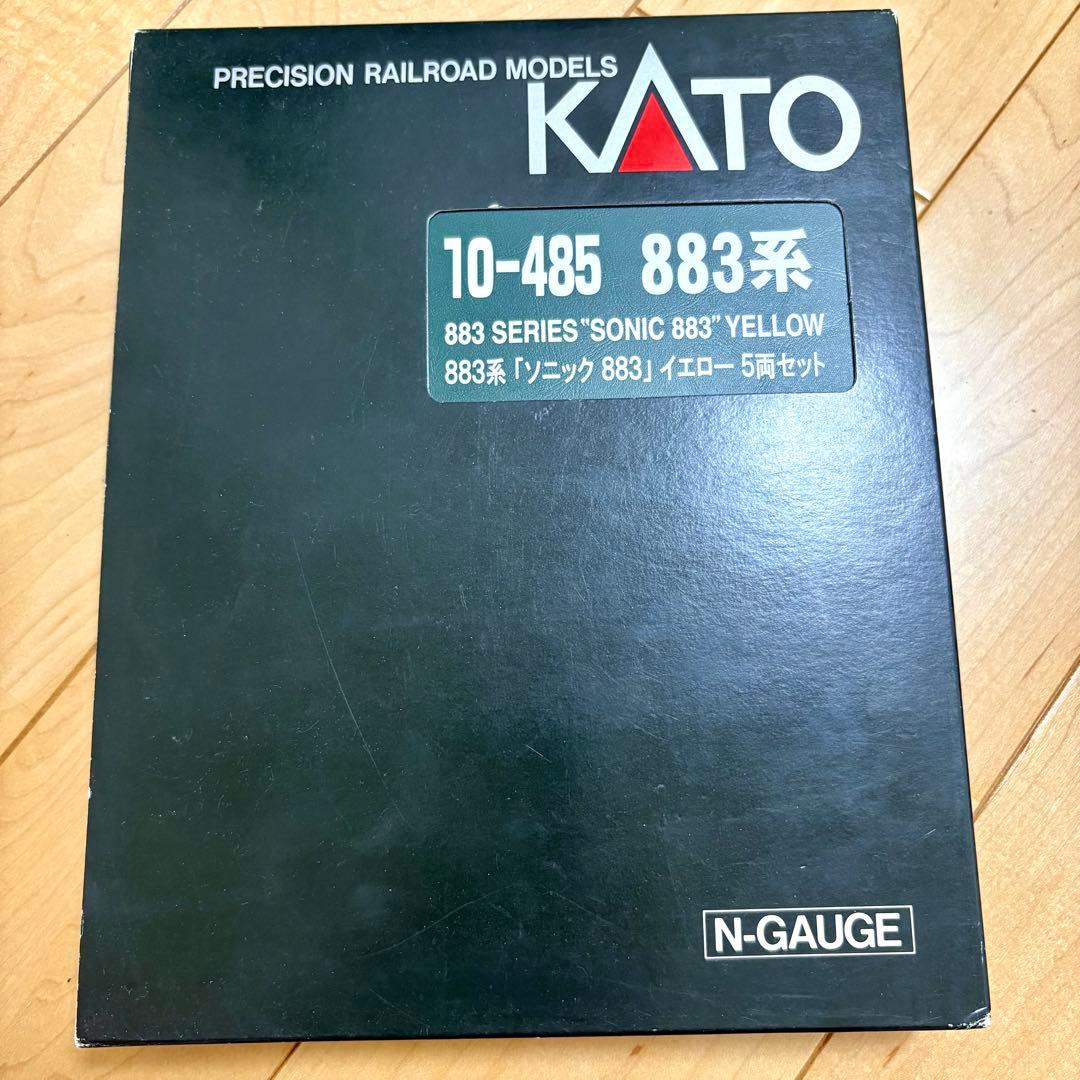 PRECISION RAILROAD MODELS
KATO
10-485 883系
883 SERIES "SONIC 883" YELLOW
883系「ソニック 883」イエロー 5両セット
N-GAUGE